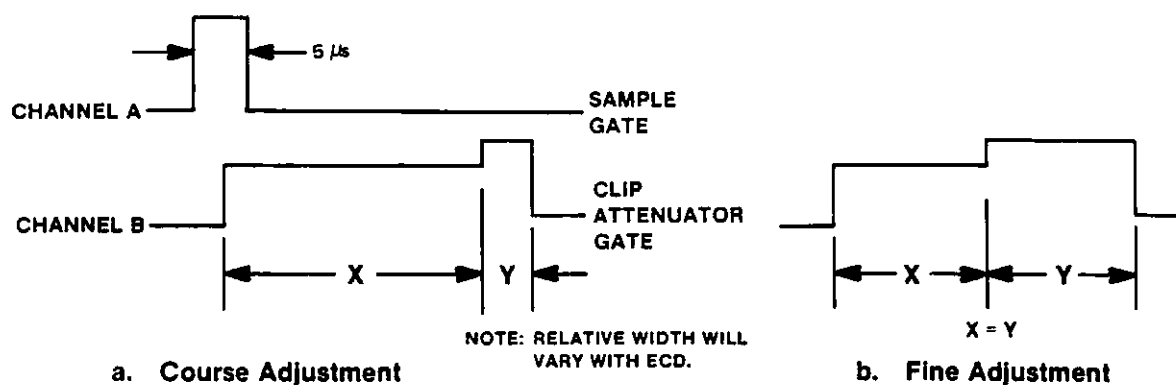 5 μs
CHANNEL A
SAMPLE
GATE
CHANNEL B
CLIP
ATTENUATOR
GATE
X
Y
NOTE: RELATIVE WIDTH WILL
VARY WITH ECD.
a. Course Adjustment
X
Y
X = Y
b. Fine Adjustment